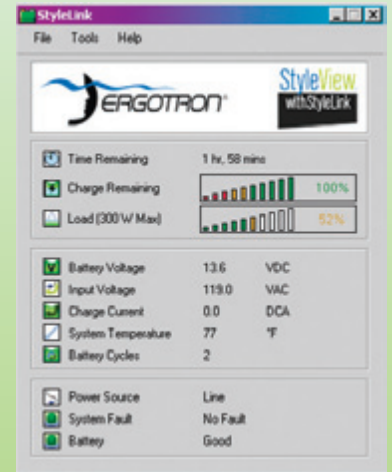 StyleLink
File Tools Help
ERGOTRON®
StyleView
withStyleLink
Time Remaining 1 hr, 58 mins
Charge Remaining 100%
Load (300 W Max) 52%
Battery Voltage 13.6 VDC
Input Voltage 119.0 VAC
Charge Current 0.0 DCA
System Temperature 77 °F
Battery Cycles 2
Power Source Line
System Fault No Fault
Battery Good